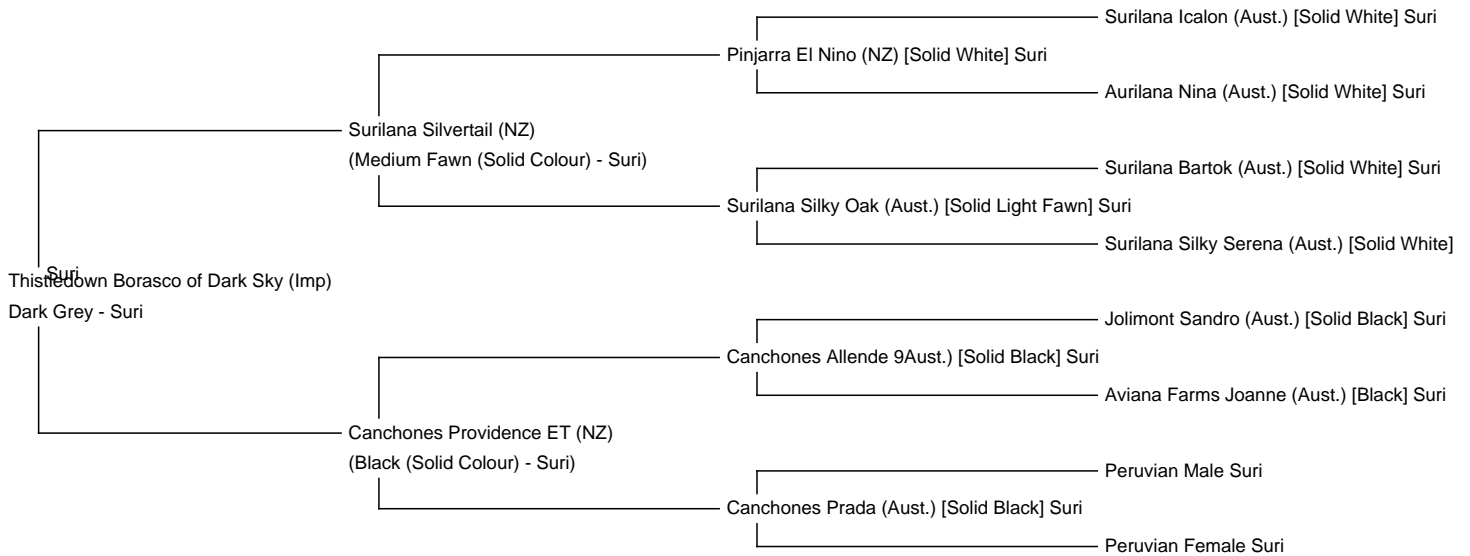 Surilana Icalon (Aust.) [Solid White] Suri
Pinjarra El Nino (NZ) [Solid White] Suri
Aurilana Nina (Aust.) [Solid White] Suri
Surilana Silvertail (NZ)
(Medium Fawn (Solid Colour) - Suri)
Surilana Bartok (Aust.) [Solid White] Suri
Surilana Silky Oak (Aust.) [Solid Light Fawn] Suri
Surilana Silky Serena (Aust.) [Solid White]
Suri
Thistledown Borasco of Dark Sky (Imp)
Dark Grey - Suri
Jolimont Sandro (Aust.) [Solid Black] Suri
Canchones Allende 9Aust.) [Solid Black] Suri
Aviana Farms Joanne (Aust.) [Black] Suri
Canchones Providence ET (NZ)
(Black (Solid Colour) - Suri)
Peruvian Male Suri
Canchones Prada (Aust.) [Solid Black] Suri
Peruvian Female Suri